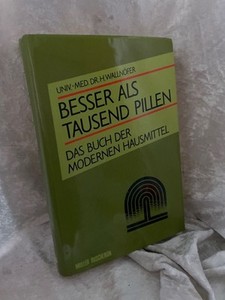 UNIV.-MED. DR. H. WALLNÖFER
BESSER ALS
TAUSEND PILLEN
DAS BUCH DER
MODERNEN HAUSMITTEL